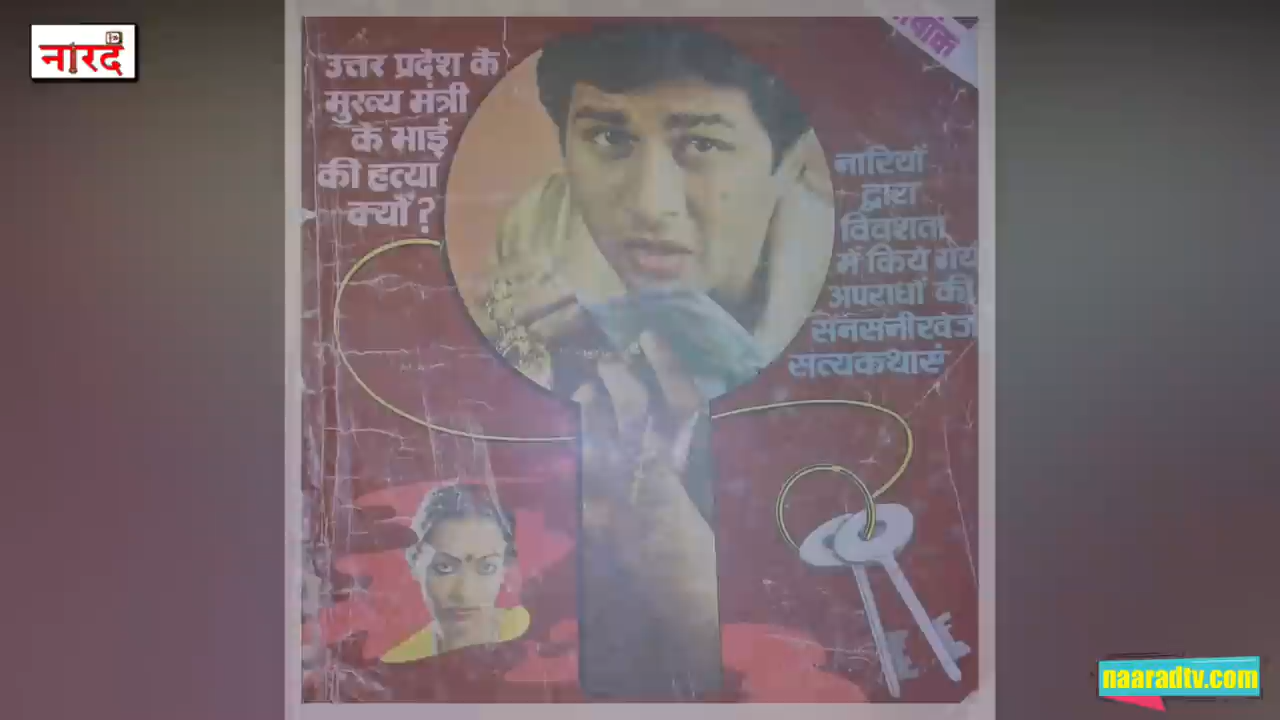 नारद
उत्तर प्रदेश के
मुख्य मंत्री
के भाई
की हत्या
क्यों ?
नारियों
द्वारा
विवशता
में किये गये
अपराधों की
सनसनीखेज
सत्यकथाएं
naaradtv.com